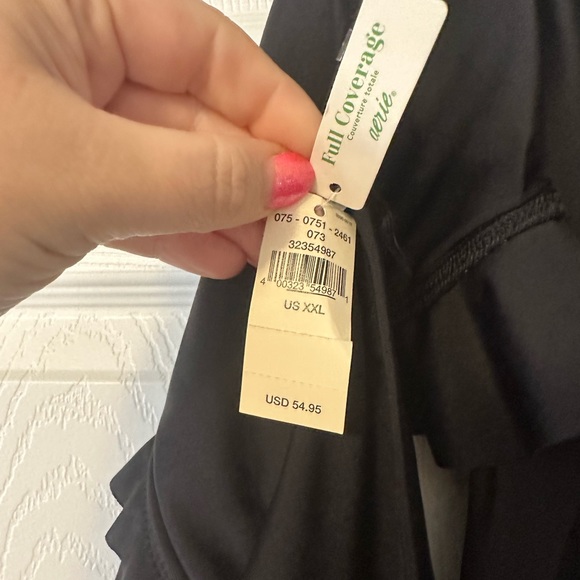 Full Coverage
Couverture totale
aerie®
075 - 0751 - 2461
073
32354987
4 00323 54987 1
US XXL
USD 54.95